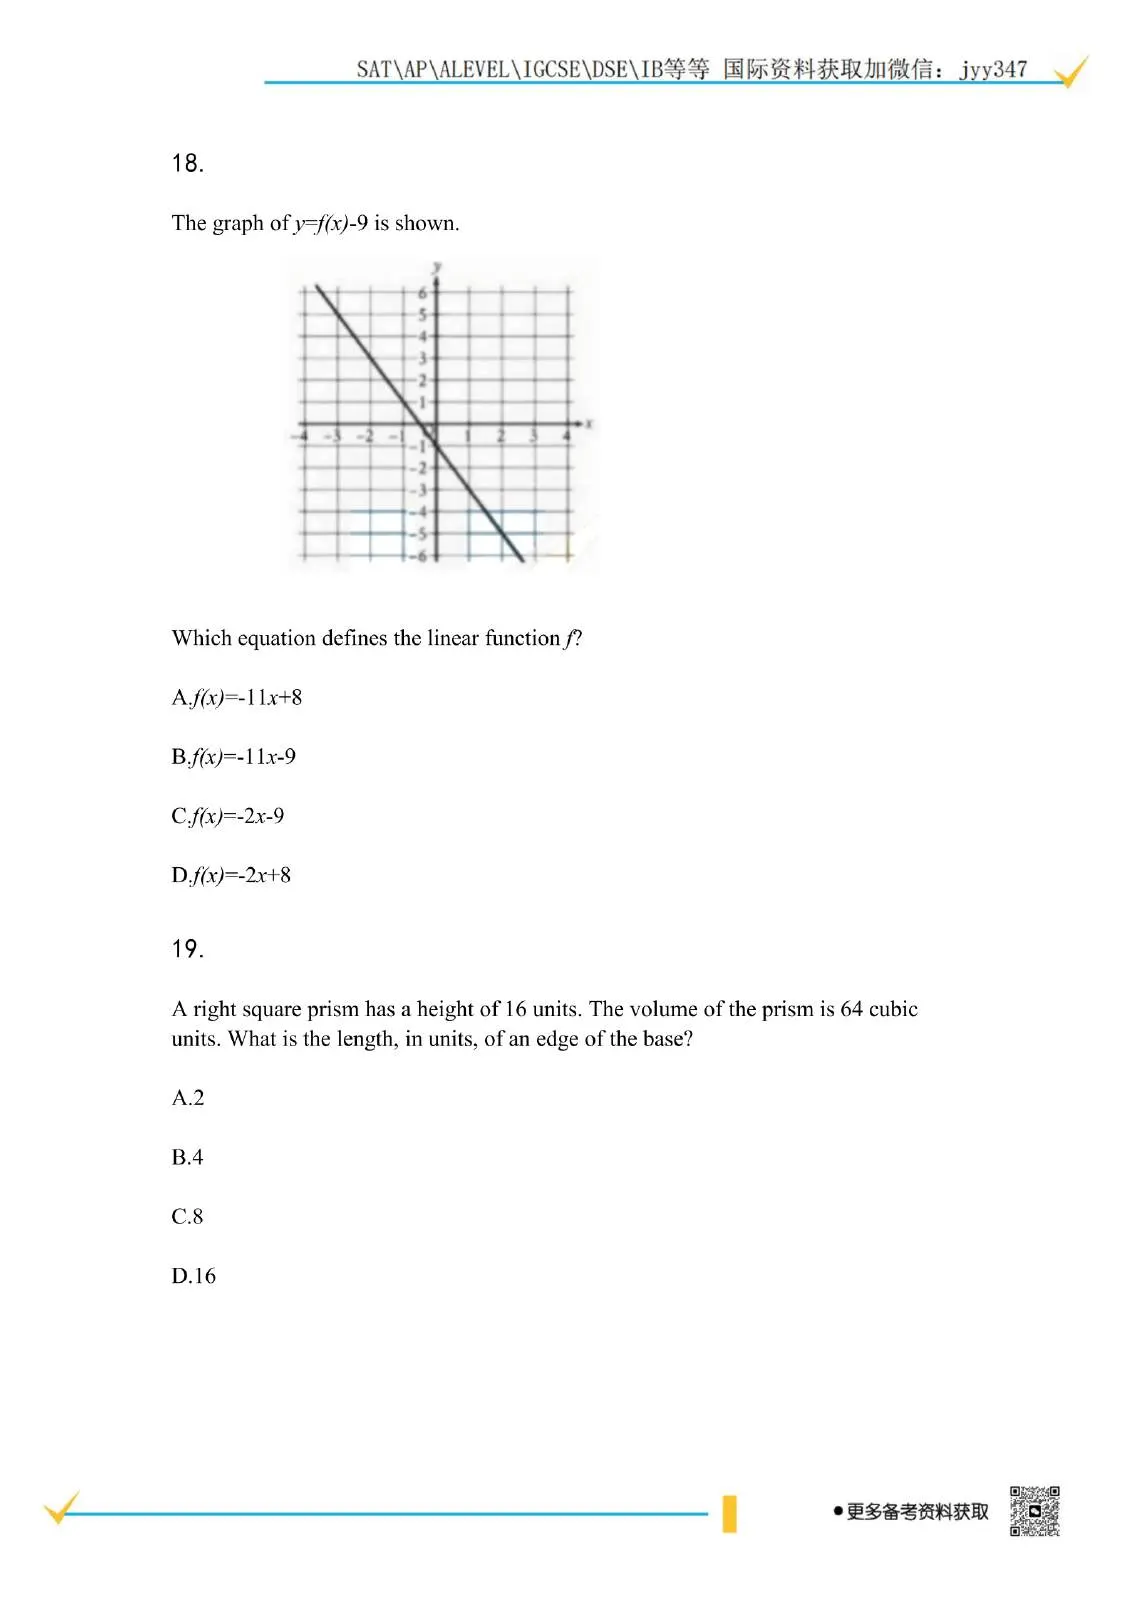 SAT\AP\ALEVEL\IGCSE\DSE\IB等等 国际资料获取加微信：jyy347
18.
The graph of y=f(x)-9 is shown.
y
6
5
4
3
2
1
-4 -3 -2 -1 1 2 3 4 x
-1
-2
-3
-4
-5
-6
Which equation defines the linear function f?
A.f(x)=-11x+8
B.f(x)=-11x-9
C.f(x)=-2x-9
D.f(x)=-2x+8
19.
A right square prism has a height of 16 units. The volume of the prism is 64 cubic
units. What is the length, in units, of an edge of the base?
A.2
B.4
C.8
D.16
●更多备考资料获取